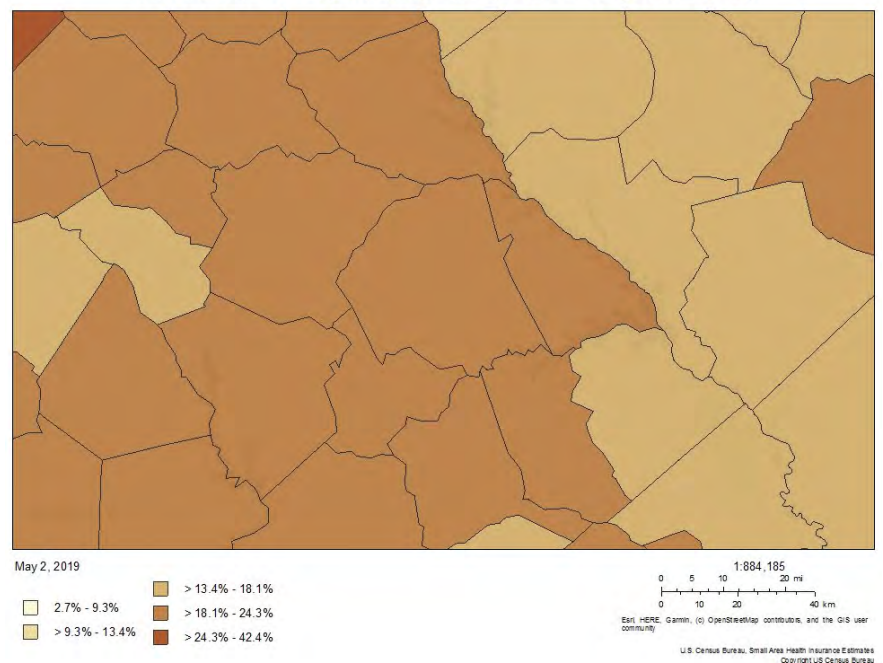 May 2, 2019
2.7% - 9.3%
> 9.3% - 13.4%
> 13.4% - 18.1%
> 18.1% - 24.3%
> 24.3% - 42.4%
1:884,185
0 5 10 20 mi
0 10 20 40 km
Esri, HERE, Garmin, (c) OpenStreetMap contributors, and the GIS user
community
U.S. Census Bureau, Small Area Health Insurance Estimates
Copyright US Census Bureau